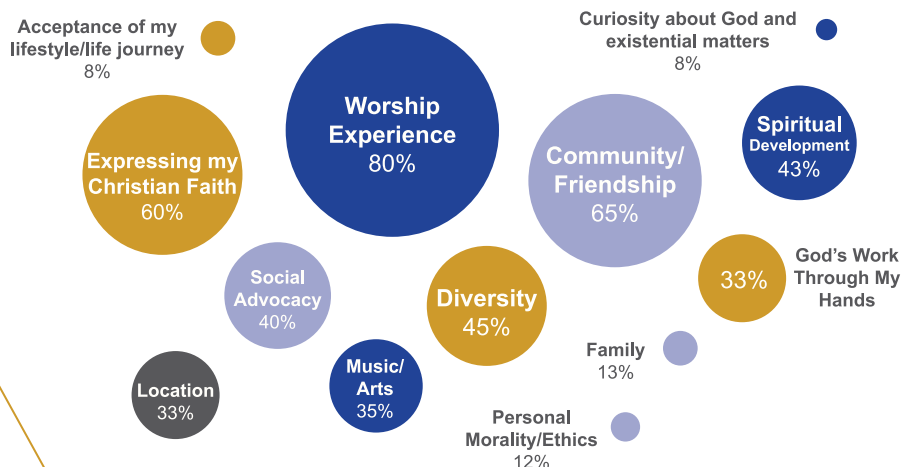 Acceptance of my
lifestyle/life journey
8%
Curiosity about God and
existential matters
8%
Worship
Experience
80%
Expressing my
Christian Faith
60%
Community/
Friendship
65%
Spiritual
Development
43%
Social
Advocacy
40%
Diversity
45%
33%
God’s Work
Through My
Hands
Location
33%
Music/
Arts
35%
Family
13%
Personal
Morality/Ethics
12%